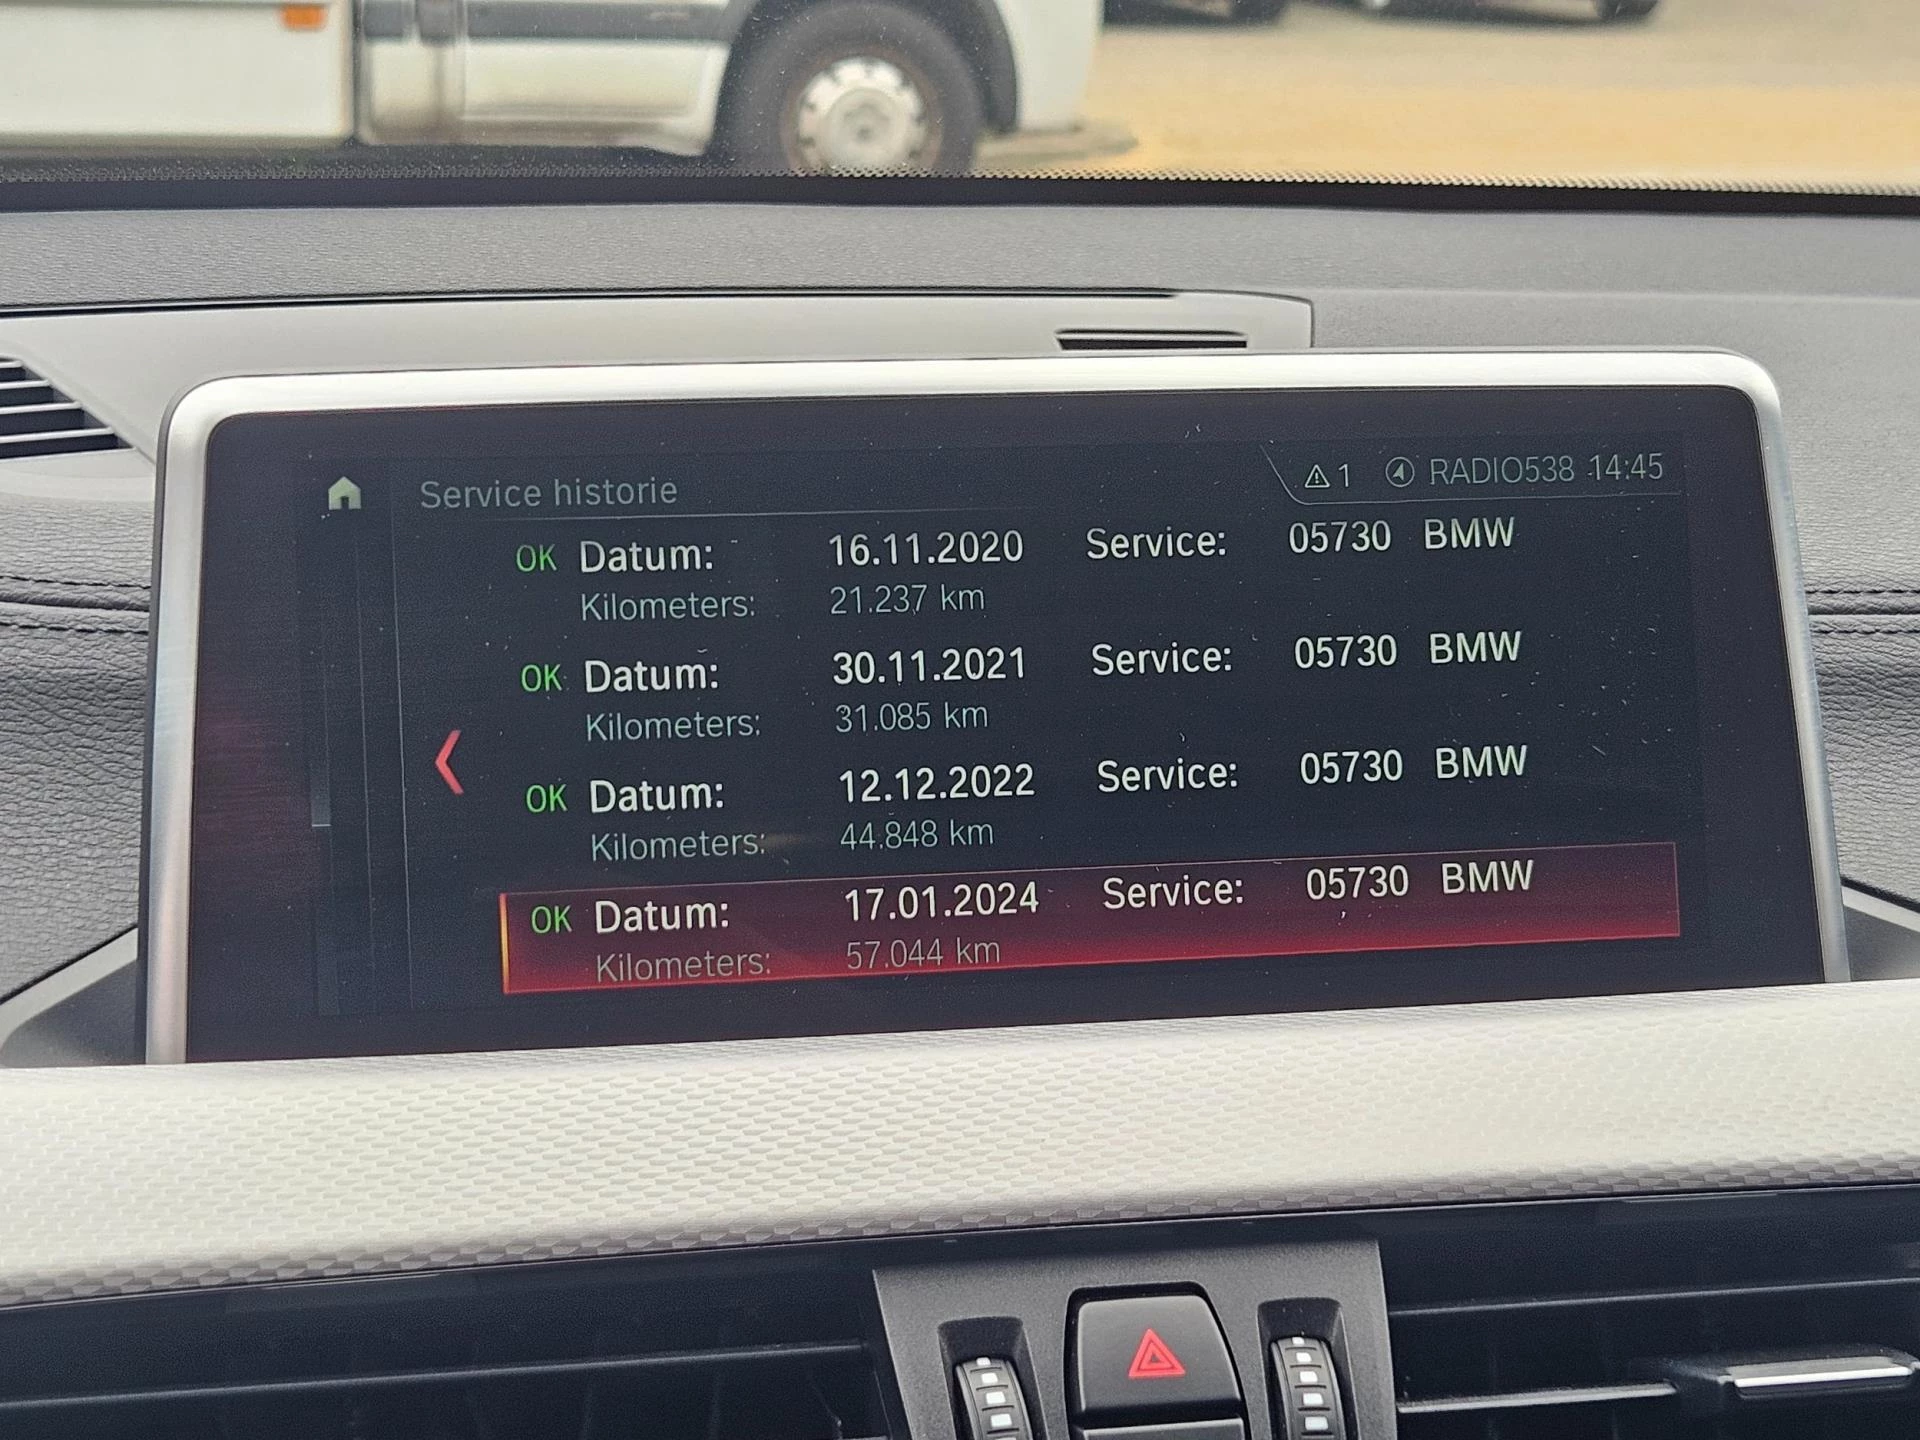 Service historie
1 RADIO538 14:45
OK Datum: 16.11.2020 Service: 05730 BMW
Kilometers: 21.237 km
OK Datum: 30.11.2021 Service: 05730 BMW
Kilometers: 31.085 km
OK Datum: 12.12.2022 Service: 05730 BMW
Kilometers: 44.848 km
OK Datum: 17.01.2024 Service: 05730 BMW
Kilometers: 57.044 km